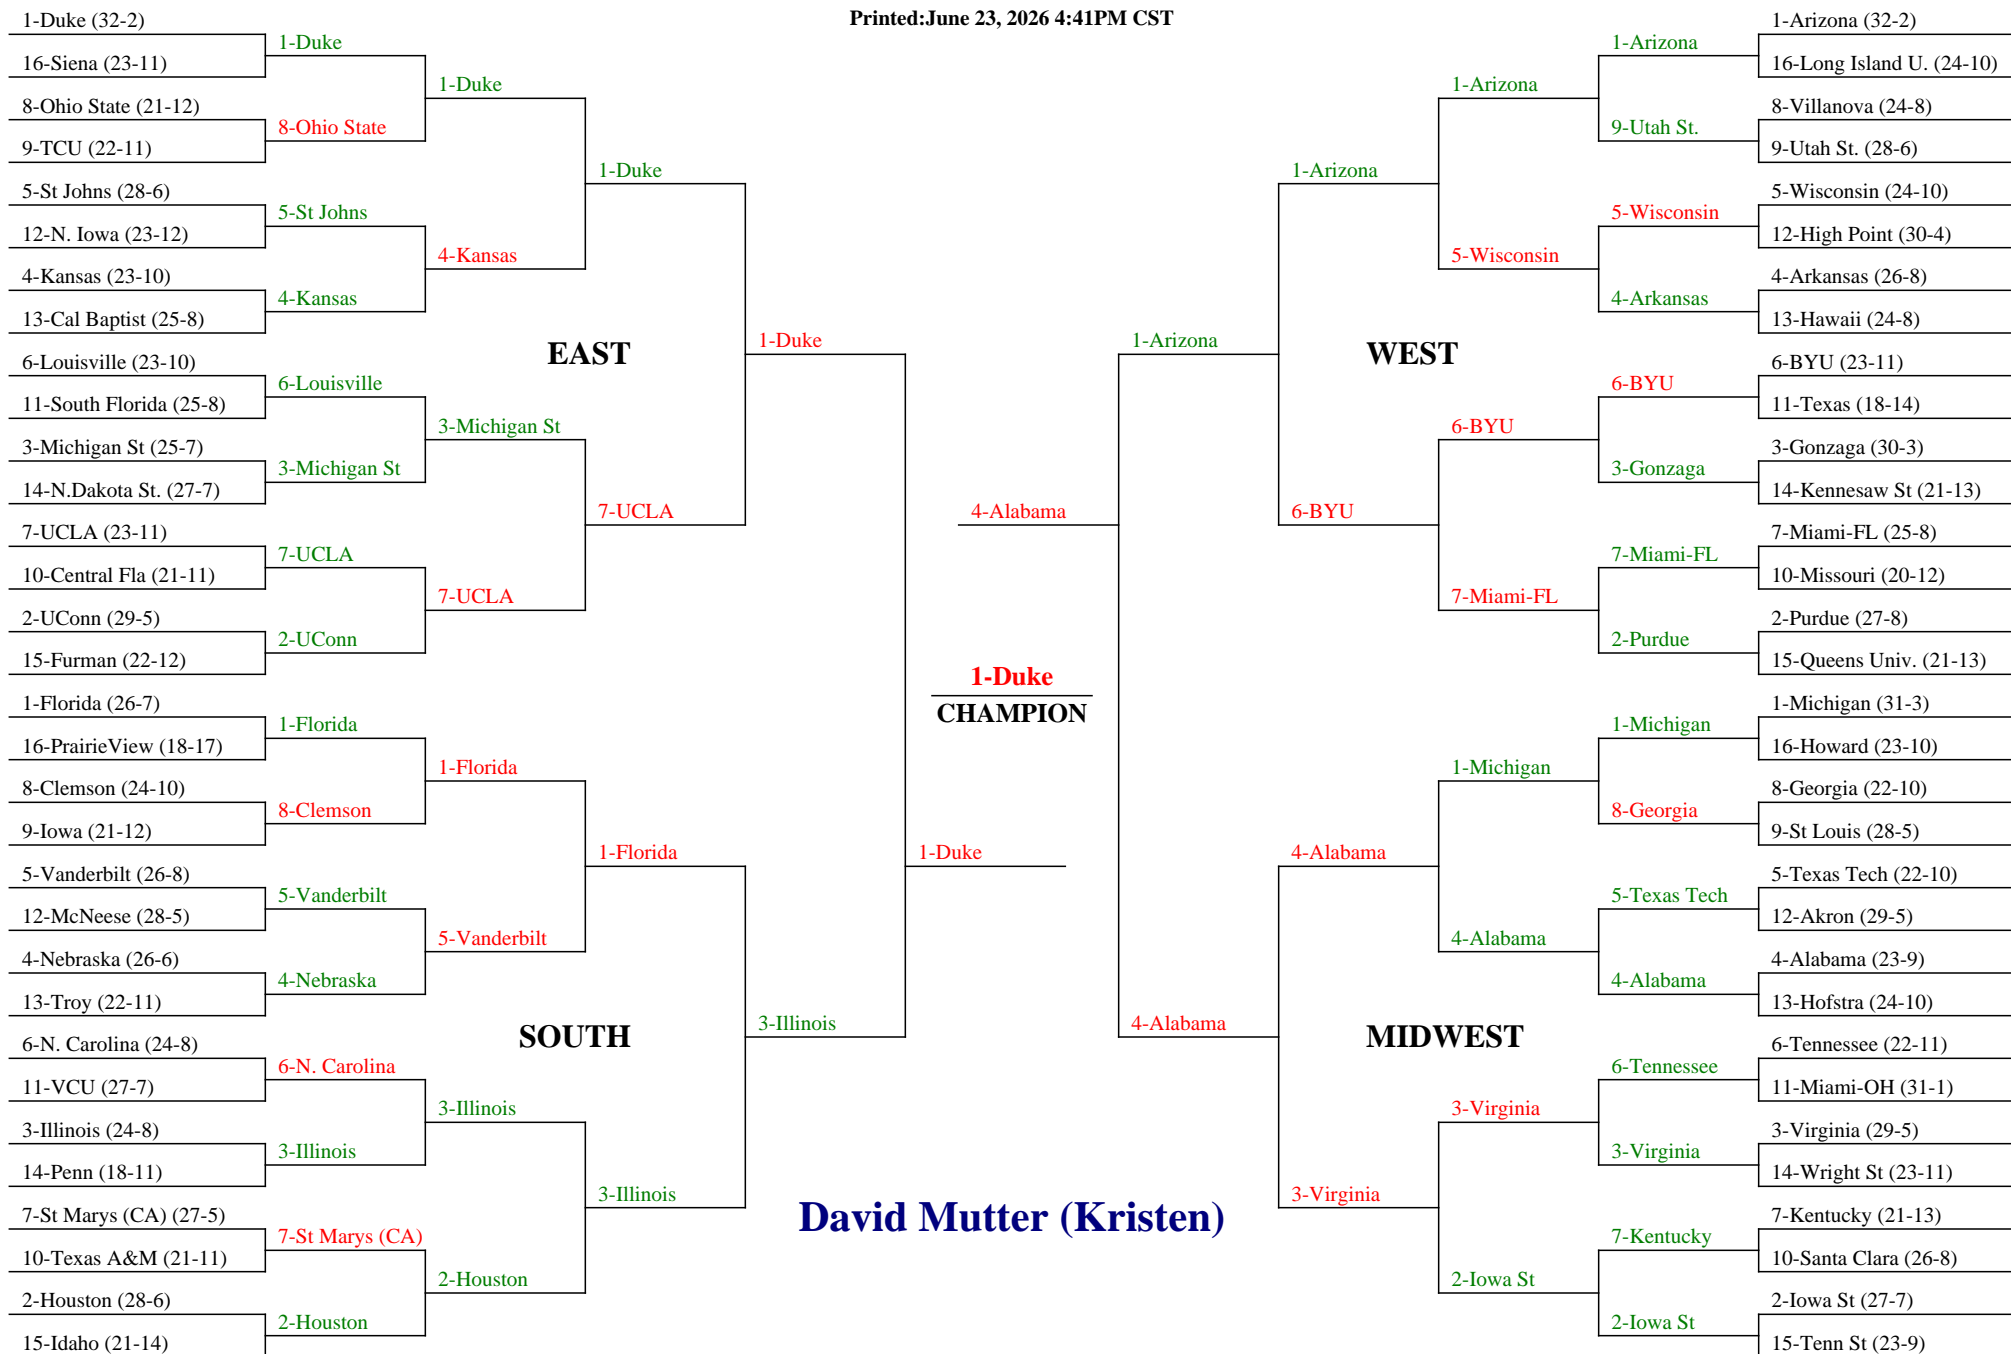 Printed:June 23, 2026 4:41PM CST
1-Duke (32-2)
16-Siena (23-11)
8-Ohio State (21-12)
9-TCU (22-11)
5-St Johns (28-6)
12-N. Iowa (23-12)
4-Kansas (23-10)
13-Cal Baptist (25-8)
6-Louisville (23-10)
11-South Florida (25-8)
3-Michigan St (25-7)
14-N.Dakota St. (27-7)
7-UCLA (23-11)
10-Central Fla (21-11)
2-UConn (29-5)
15-Furman (22-12)
1-Florida (26-7)
16-PrairieView (18-17)
8-Clemson (24-10)
9-Iowa (21-12)
5-Vanderbilt (26-8)
12-McNeese (28-5)
4-Nebraska (26-6)
13-Troy (22-11)
6-N. Carolina (24-8)
11-VCU (27-7)
3-Illinois (24-8)
14-Penn (18-11)
7-St Marys (CA) (27-5)
10-Texas A&M (21-11)
2-Houston (28-6)
15-Idaho (21-14)
1-Duke
8-Ohio State
5-St Johns
4-Kansas
6-Louisville
3-Michigan St
7-UCLA
2-UConn
1-Florida
8-Clemson
5-Vanderbilt
4-Nebraska
6-N. Carolina
3-Illinois
7-St Marys (CA)
2-Houston
1-Duke
4-Kansas
3-Michigan St
7-UCLA
1-Florida
5-Vanderbilt
3-Illinois
2-Houston
1-Duke
EAST
7-UCLA
1-Florida
SOUTH
3-Illinois
1-Duke
3-Illinois
1-Duke
4-Alabama
1-Duke
CHAMPION
David Mutter (Kristen)
1-Arizona
4-Alabama
1-Arizona
WEST
6-BYU
4-Alabama
MIDWEST
3-Virginia
1-Arizona
5-Wisconsin
6-BYU
7-Miami-FL
1-Michigan
4-Alabama
3-Virginia
2-Iowa St
1-Arizona
9-Utah St.
5-Wisconsin
4-Arkansas
6-BYU
3-Gonzaga
7-Miami-FL
2-Purdue
1-Michigan
8-Georgia
5-Texas Tech
4-Alabama
6-Tennessee
3-Virginia
7-Kentucky
2-Iowa St
1-Arizona (32-2)
16-Long Island U. (24-10)
8-Villanova (24-8)
9-Utah St. (28-6)
5-Wisconsin (24-10)
12-High Point (30-4)
4-Arkansas (26-8)
13-Hawaii (24-8)
6-BYU (23-11)
11-Texas (18-14)
3-Gonzaga (30-3)
14-Kennesaw St (21-13)
7-Miami-FL (25-8)
10-Missouri (20-12)
2-Purdue (27-8)
15-Queens Univ. (21-13)
1-Michigan (31-3)
16-Howard (23-10)
8-Georgia (22-10)
9-St Louis (28-5)
5-Texas Tech (22-10)
12-Akron (29-5)
4-Alabama (23-9)
13-Hofstra (24-10)
6-Tennessee (22-11)
11-Miami-OH (31-1)
3-Virginia (29-5)
14-Wright St (23-11)
7-Kentucky (21-13)
10-Santa Clara (26-8)
2-Iowa St (27-7)
15-Tenn St (23-9)